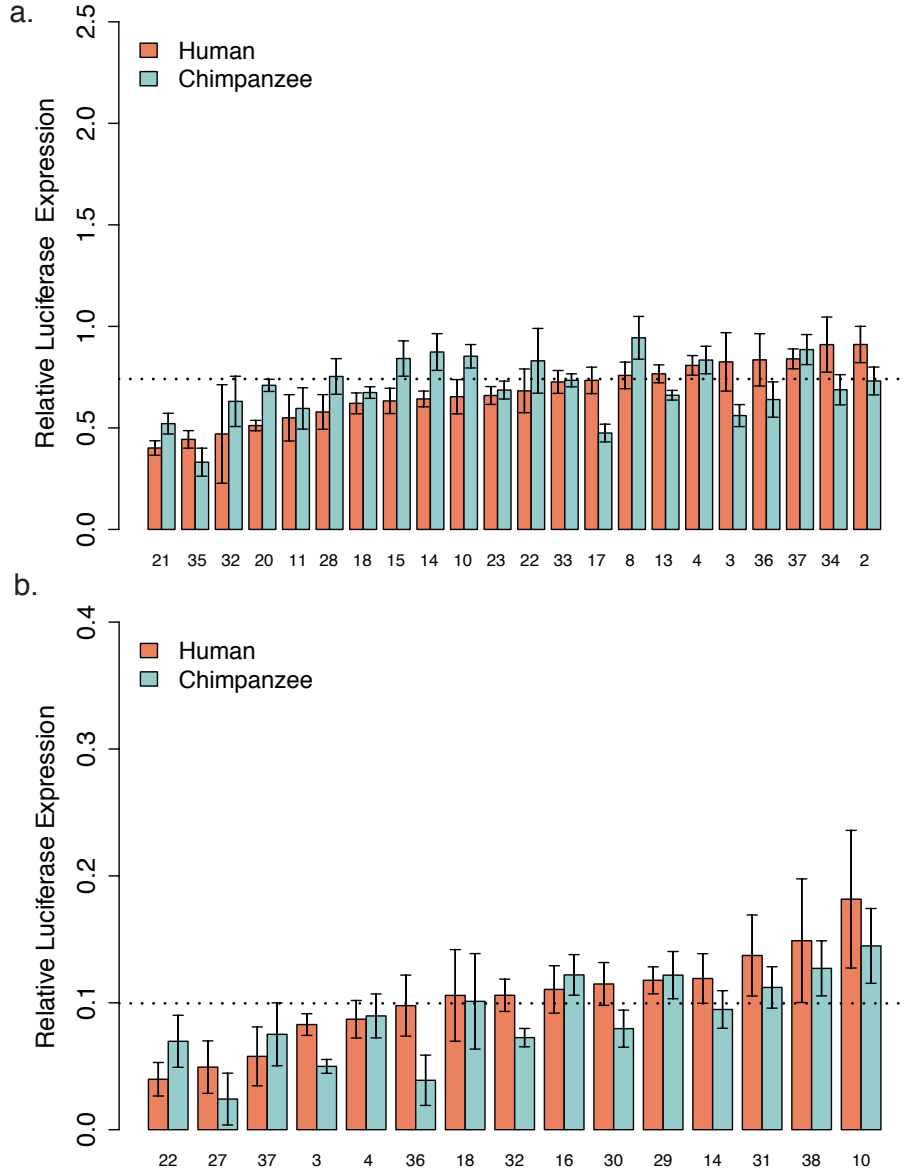 a.
Relative Luciferase Expression
2.5
2.0
1.5
1.0
0.5
0.0
Human
Chimpanzee
21 35 32 20 11 28 18 15 14 10 23 22 33 17 8 13 4 3 36 37 34 2
b.
Relative Luciferase Expression
0.4
0.3
0.2
0.1
0.0
Human
Chimpanzee
22 27 37 3 4 36 18 32 16 30 29 14 31 38 10